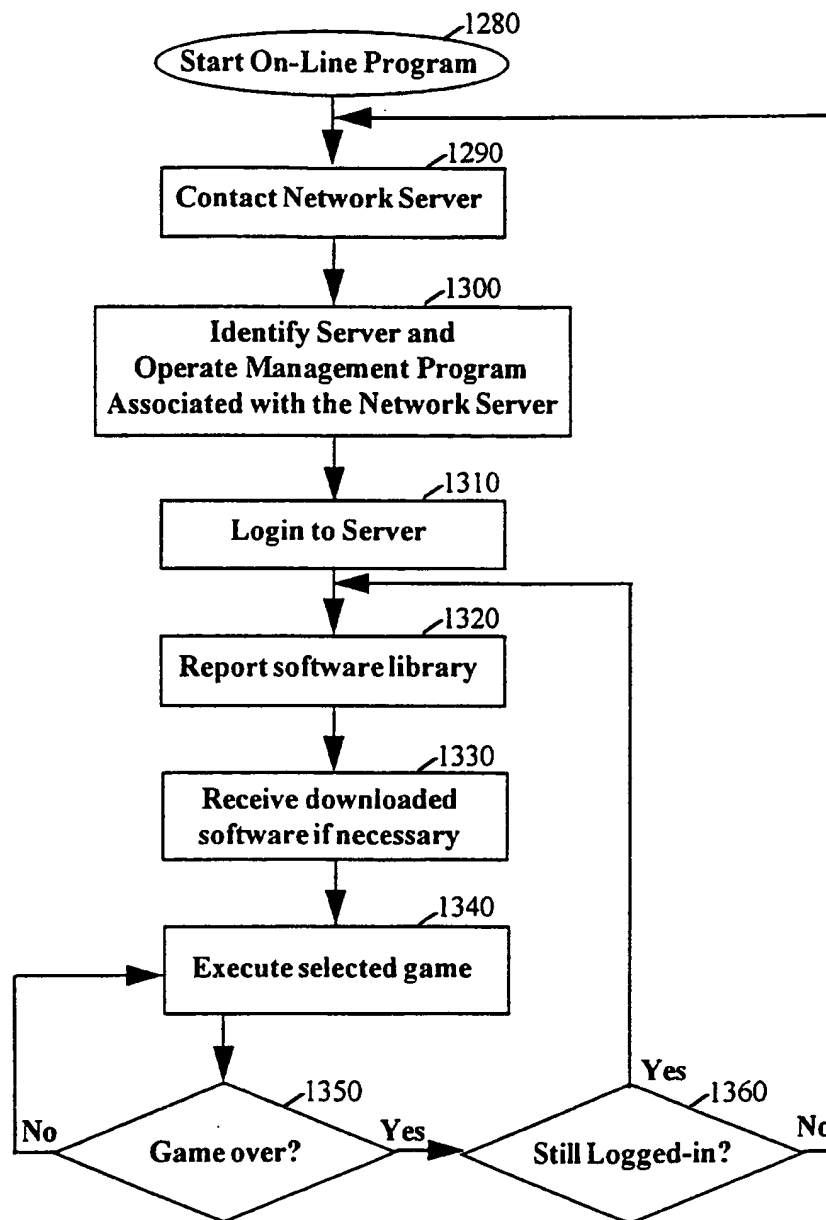 1280
Start On-Line Program
1290
Contact Network Server
1300
Identify Server and
Operate Management Program
Associated with the Network Server
1310
Login to Server
1320
Report software library
1330
Receive downloaded
software if necessary
1340
Execute selected game
1350
No
Game over?
Yes
Yes
1360
Still Logged-in?
No